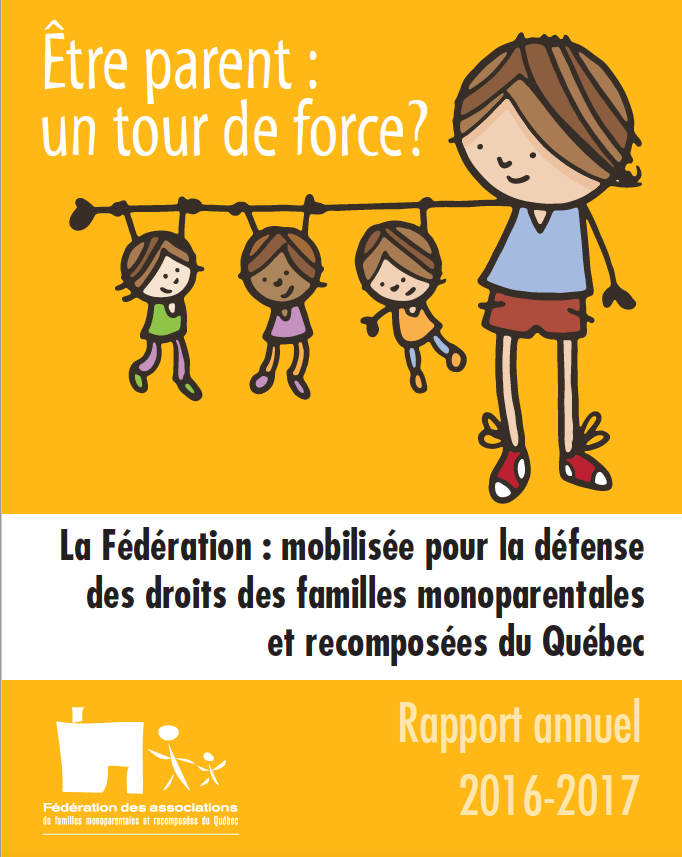 Être parent :
un tour de force?
La Fédération : mobilisée pour la défense
des droits des familles monoparentales
et recomposées du Québec
Rapport annuel
2016-2017
Fédération des associations
de familles monoparentales et recomposées du Québec